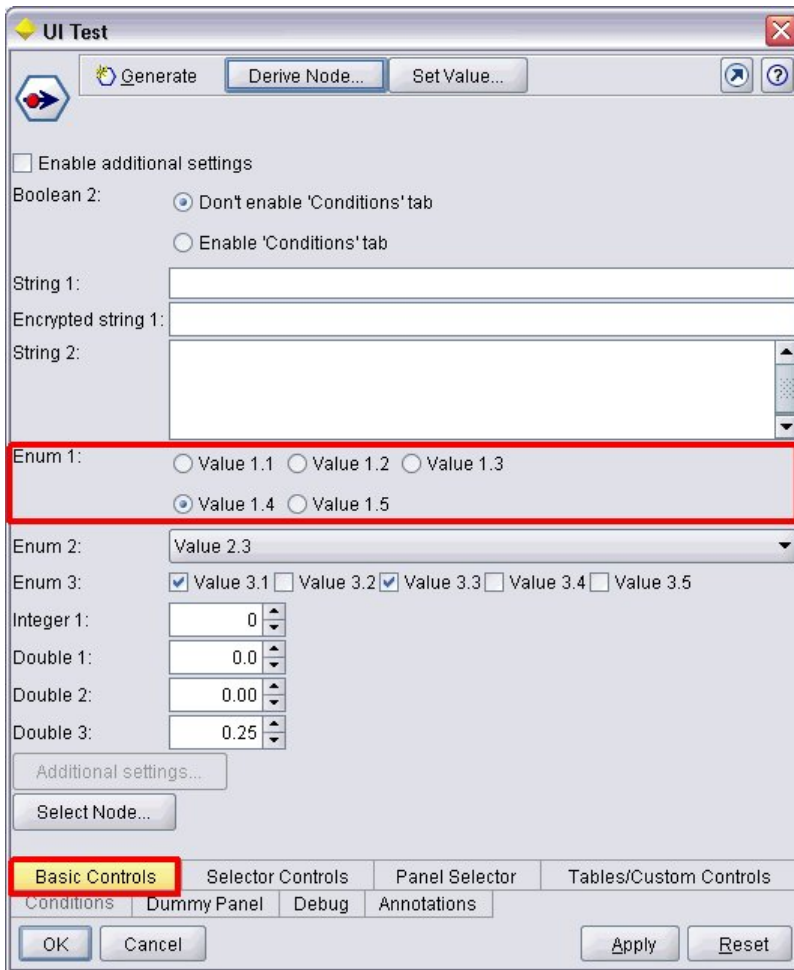 UI Test
Generate Derive Node... Set Value... ?
Enable additional settings
Boolean 2: Don't enable 'Conditions' tab
Enable 'Conditions' tab
String 1:
Encrypted string 1:
String 2:
Enum 1: Value 1.1 Value 1.2 Value 1.3
Value 1.4 Value 1.5
Enum 2: Value 2.3
Enum 3: Value 3.1 Value 3.2 Value 3.3 Value 3.4 Value 3.5
Integer 1: 0
Double 1: 0.0
Double 2: 0.00
Double 3: 0.25
Additional settings...
Select Node...
Basic Controls Selector Controls Panel Selector Tables/Custom Controls
Conditions Dummy Panel Debug Annotations
OK Cancel Apply Reset